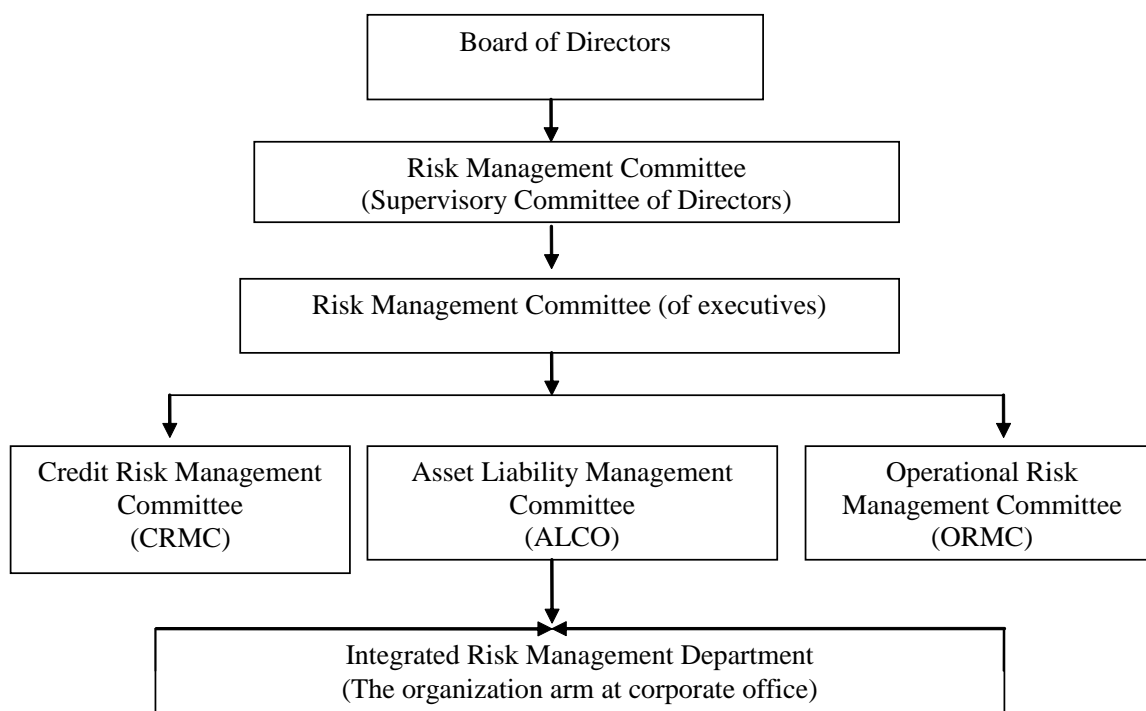 Board of Directors
Risk Management Committee
(Supervisory Committee of Directors)
Risk Management Committee (of executives)
Credit Risk Management
Committee
(CRMC)
Asset Liability Management
Committee
(ALCO)
Operational Risk
Management Committee
(ORMC)
Integrated Risk Management Department
(The organization arm at corporate office)